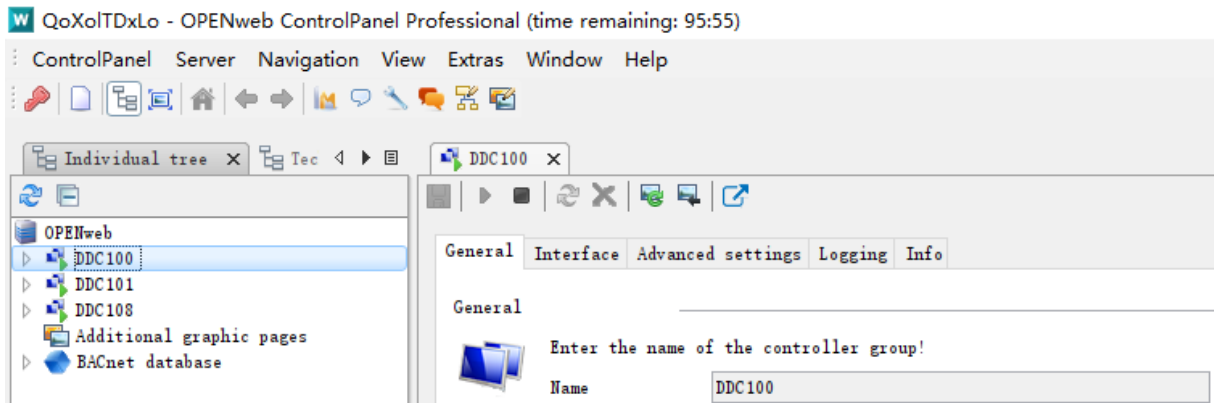 QoXolTDxLo - OPENweb ControlPanel Professional (time remaining: 95:55)
ControlPanel Server Navigation View Extras Window Help
Individual tree Tec DDC100
OPENweb
DDC100
DDC101
DDC108
Additional graphic pages
BACnet database
General Interface Advanced settings Logging Info
General
Enter the name of the controller group!
Name DDC100